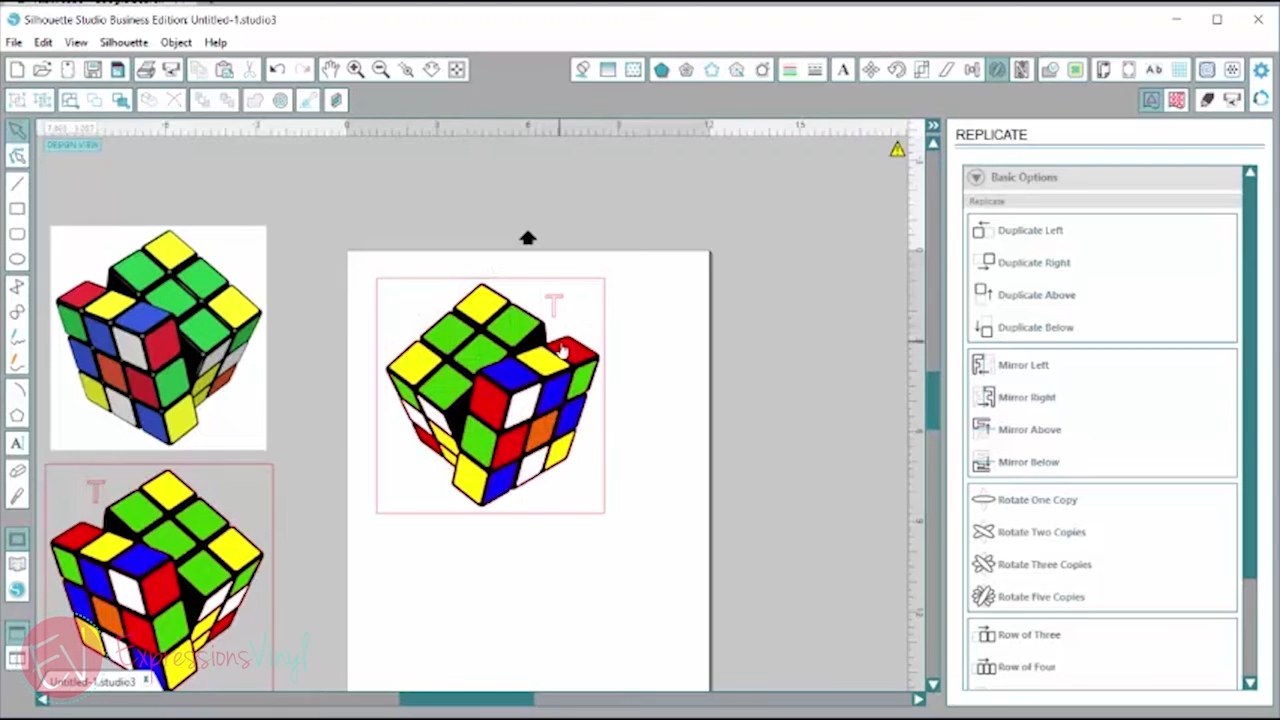 Silhouette Studio Business Edition: Untitled-1.studio3
File Edit View Silhouette Object Help
DESIGN VIEW
REPLICATE
Basic Options
Replicate
Duplicate Left
Duplicate Right
Duplicate Above
Duplicate Below
Mirror Left
Mirror Right
Mirror Above
Mirror Below
Rotate One Copy
Rotate Two Copies
Rotate Three Copies
Rotate Five Copies
Row of Three
Row of Four
T
T
ExpressionsVinyl
Untitled-1.studio3 x